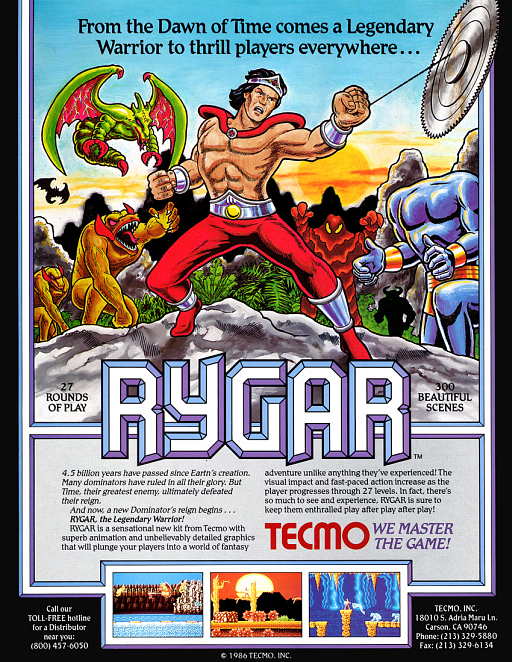 From the Dawn of Time comes a Legendary
Warrior to thrill players everywhere...
27
ROUNDS
OF PLAY
RYGAR
TM
300
BEAUTIFUL
SCENES
4.5 billion years have passed since Earth's creation.
Many dominators have ruled in all their glory. But
Time, their greatest enemy, ultimately defeated
their reign.
And now, a new Dominator's reign begins . . .
RYGAR, the Legendary Warrior!
RYGAR is a sensational new kit from Tecmo with
superb animation and unbelievably detailed graphics
that will plunge your players into a world of fantasy
adventure unlike anything they've experienced! The
visual impact and fast-paced action increase as the
player progresses through 27 levels. In fact, there's
so much to see and experience, RYGAR is sure to
keep them enthralled play after play after play!
TECMO
WE MASTER
THE GAME!
Call our
TOLL-FREE hotline
for a Distributor
near you:
(800) 457-6050
TECMO, INC.
18010 S. Adria Maru Ln.
Carson, CA 90746
Phone: (213) 329-5880
Fax: (213) 329-6134
© 1986 TECMO, INC.